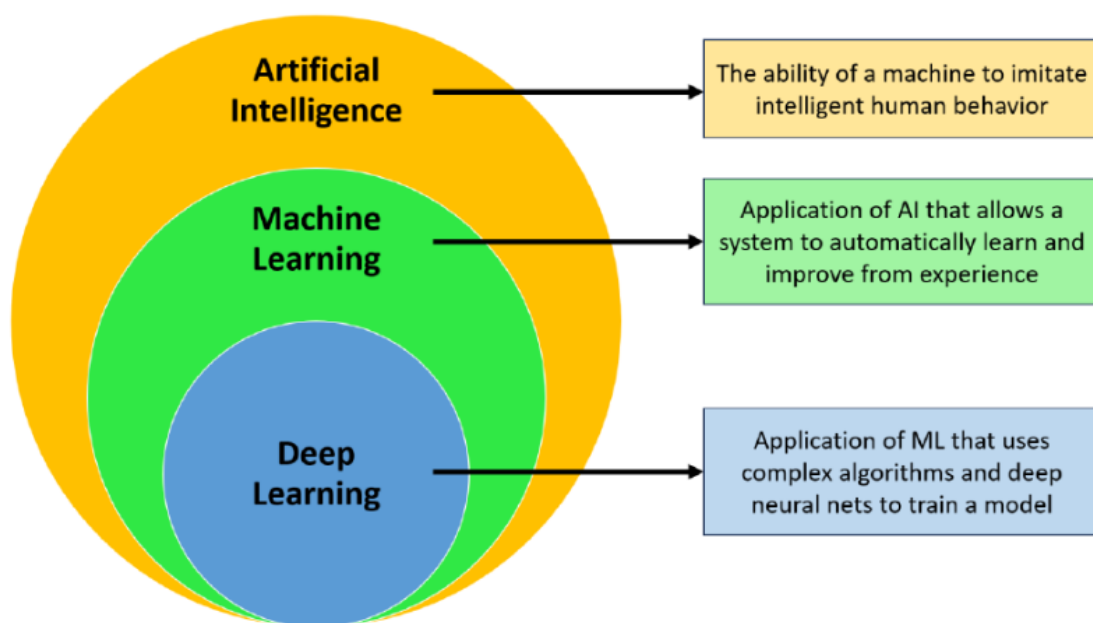 Artificial
Intelligence
The ability of a machine to imitate
intelligent human behavior
Machine
Learning
Application of AI that allows a
system to automatically learn and
improve from experience
Deep
Learning
Application of ML that uses
complex algorithms and deep
neural nets to train a model